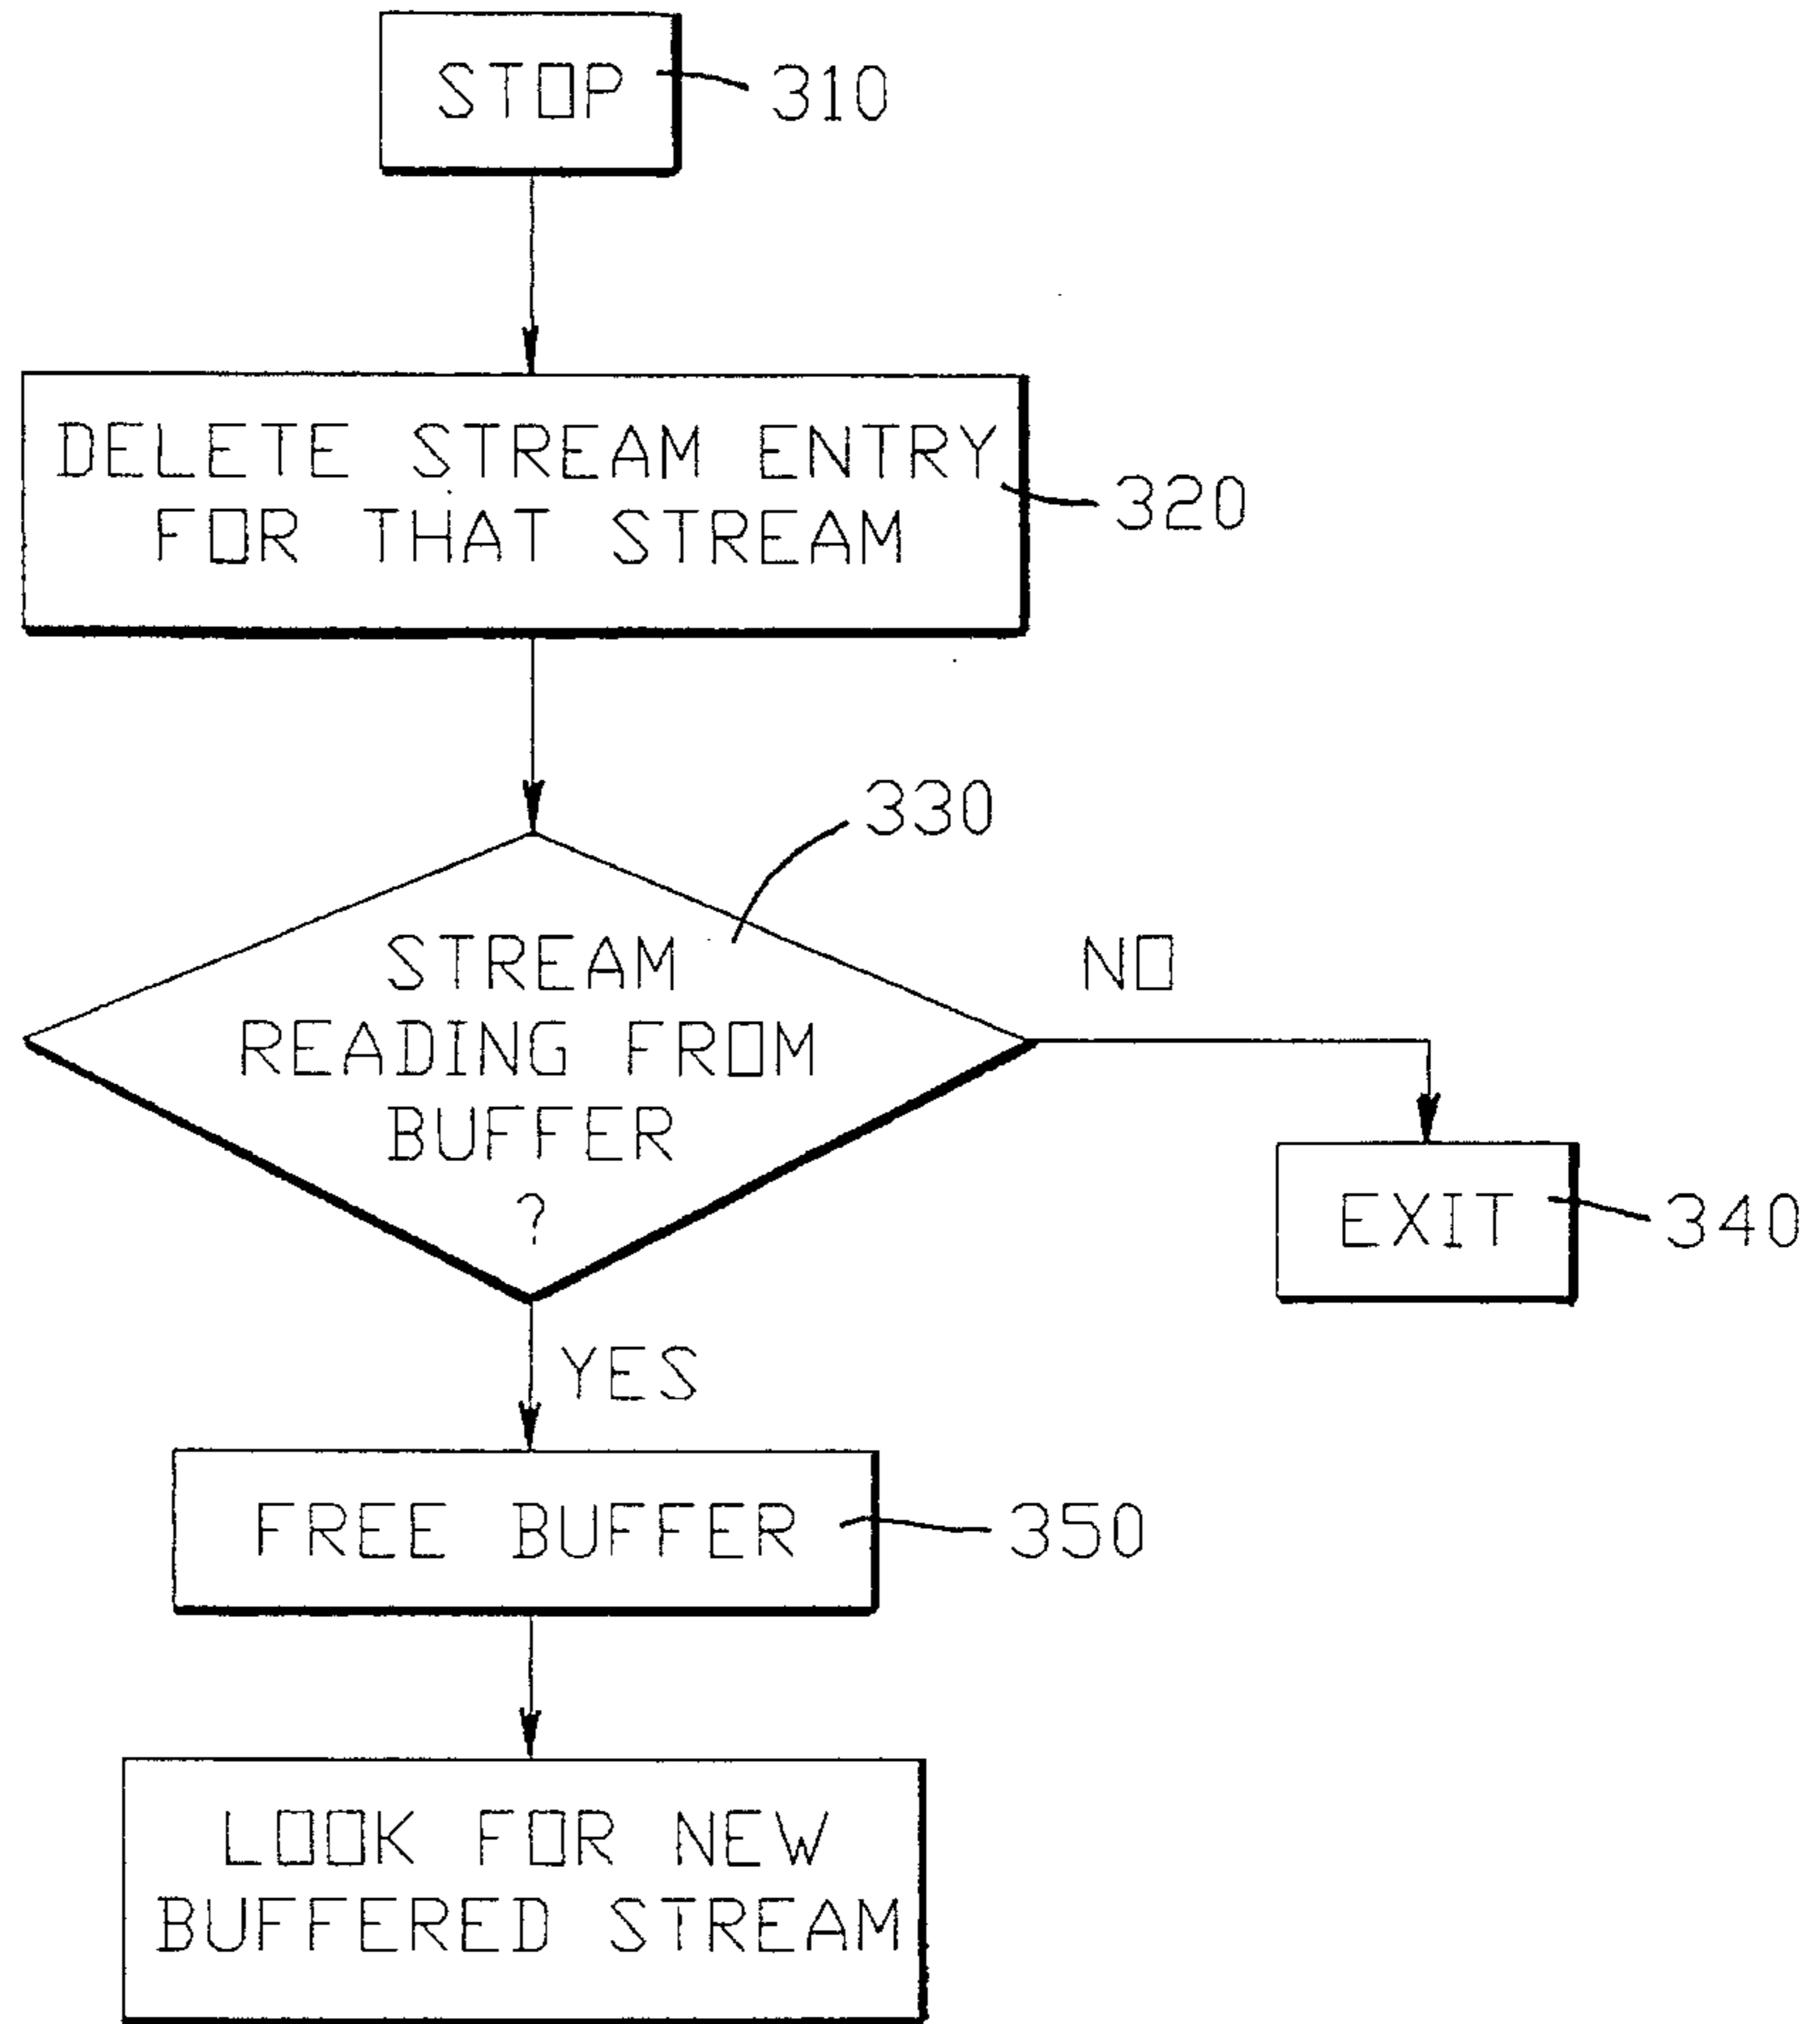 STOP
310
DELETE STREAM ENTRY
FOR THAT STREAM
320
330
STREAM
READING FROM
BUFFER
?
NO
EXIT
340
YES
FREE BUFFER
350
LOOK FOR NEW
BUFFERED STREAM